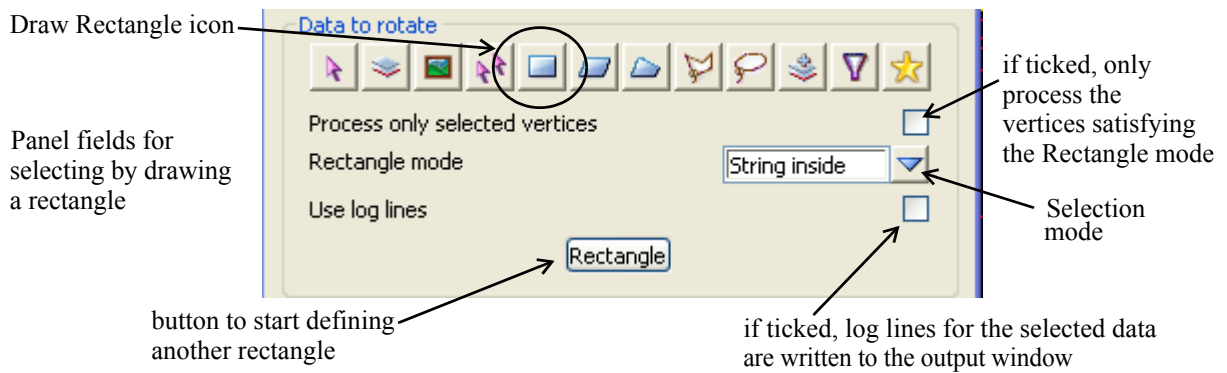 Draw Rectangle icon
Data to rotate
if ticked, only
process the
vertices satisfying
the Rectangle mode
Panel fields for
selecting by drawing
a rectangle
Process only selected vertices
Rectangle mode
String inside
Use log lines
Selection
mode
Rectangle
button to start defining
another rectangle
if ticked, log lines for the selected data
are written to the output window